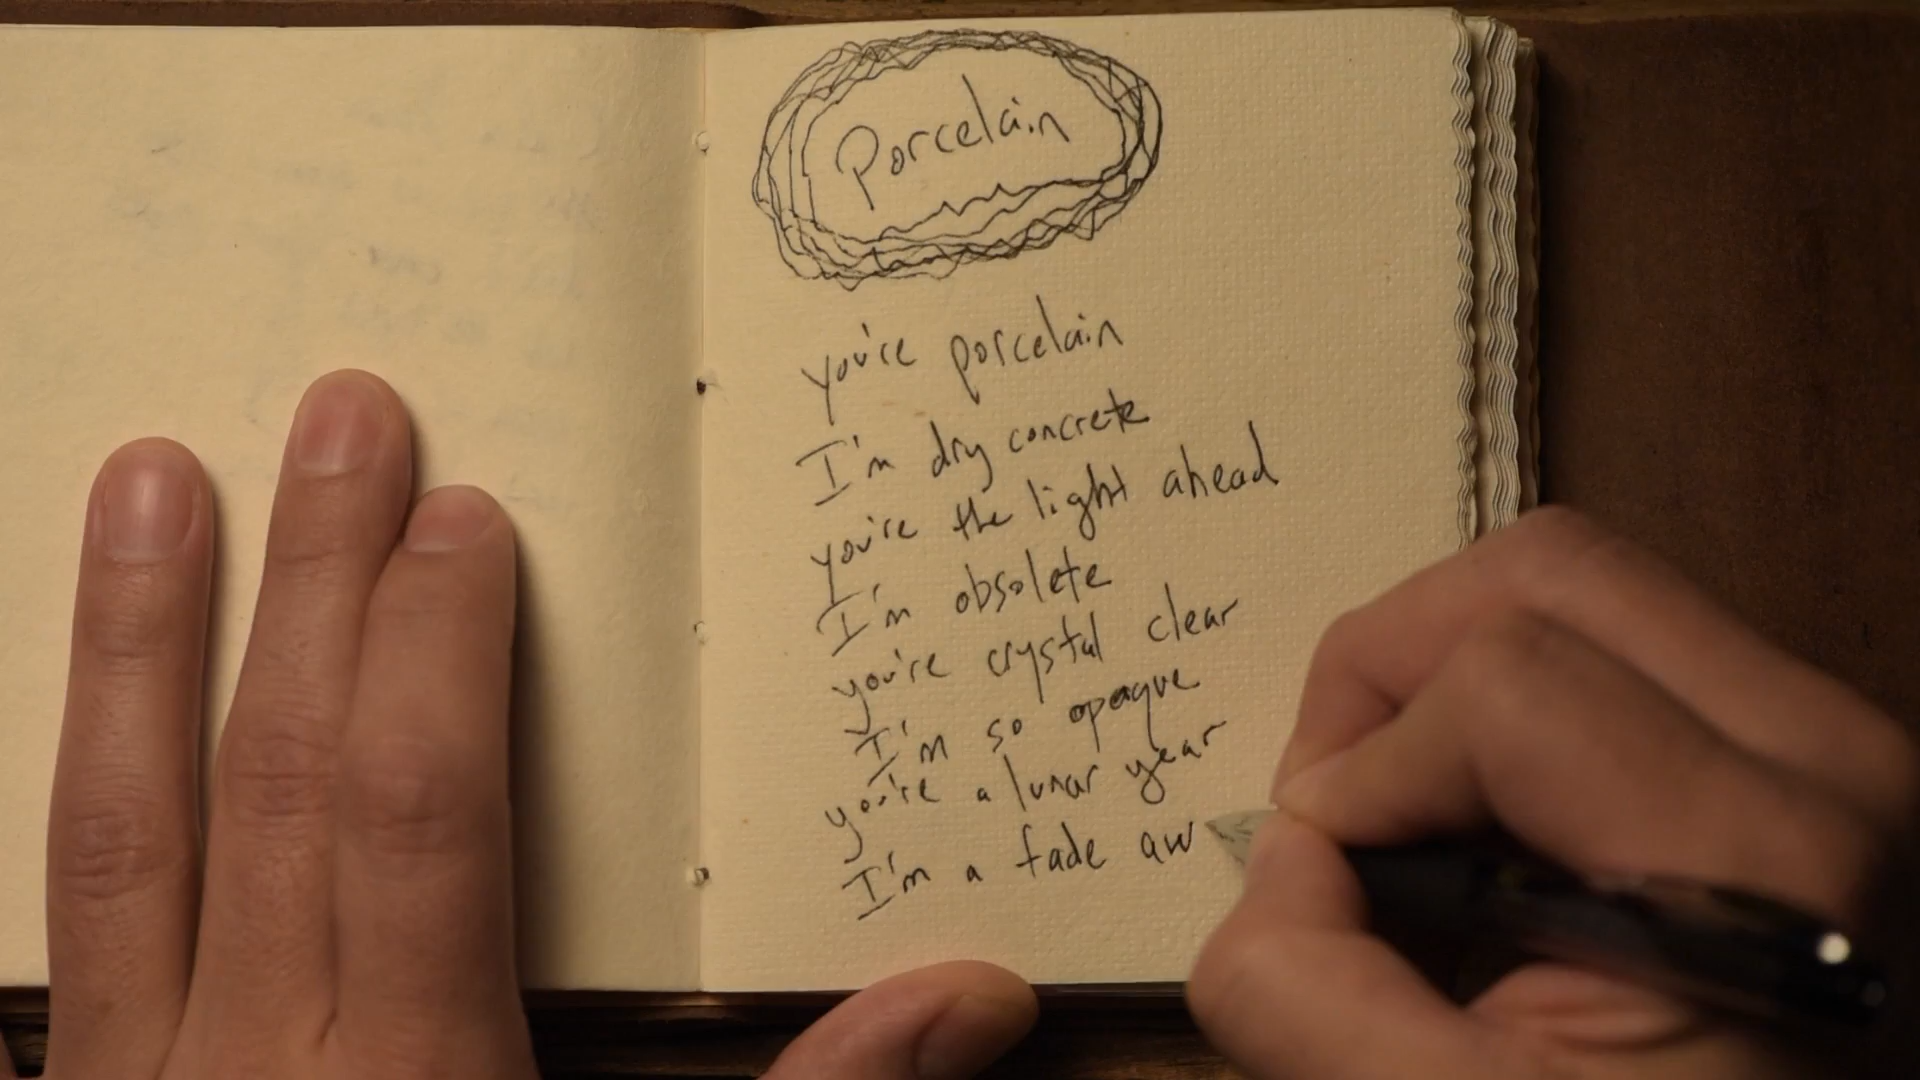 Porcelain
you're porcelain
I'm dry concrete
you're the light ahead
I'm obsolete
you're crystal clear
I'm so opaque
you're a lunar year
I'm a fade aw